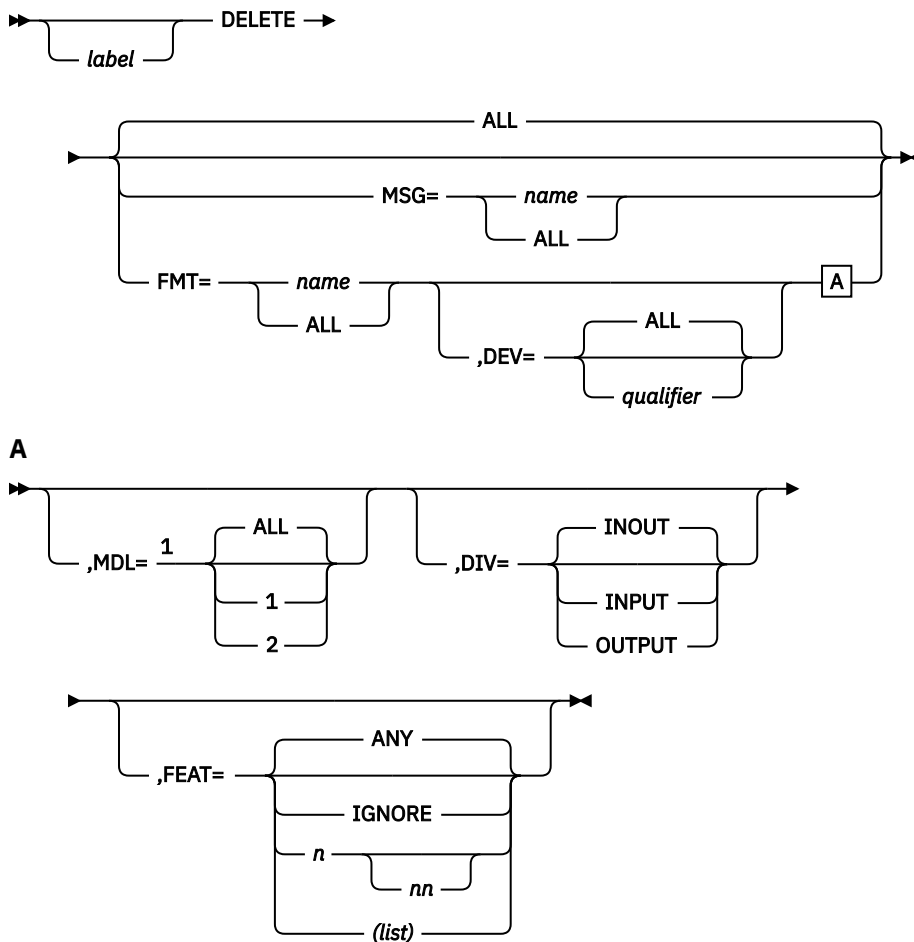 DELETE
label
ALL
MSG= name
ALL
FMT= name A
ALL ALL
,DEV=
qualifier
A
ALL INOUT
,MDL= 1 ,DIV=
1 INPUT
2 OUTPUT
ANY
,FEAT=
IGNORE
n
nn
(list)